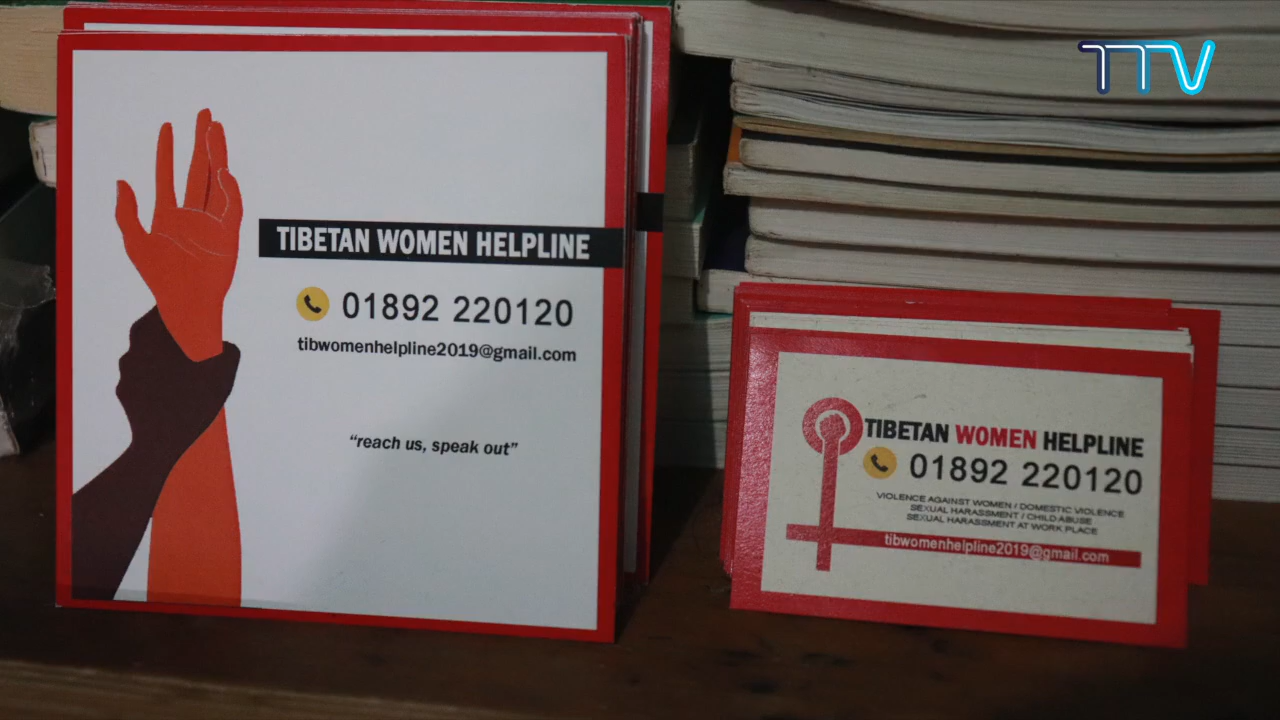 TTV
TIBETAN WOMEN HELPLINE
01892 220120
tibwomenhelpline2019@gmail.com
“reach us, speak out”
TIBETAN WOMEN HELPLINE
01892 220120
VIOLENCE AGAINST WOMEN / DOMESTIC VIOLENCE
SEXUAL HARASSMENT / CHILD ABUSE
SEXUAL HARASSMENT AT WORK PLACE
tibwomenhelpline2019@gmail.com